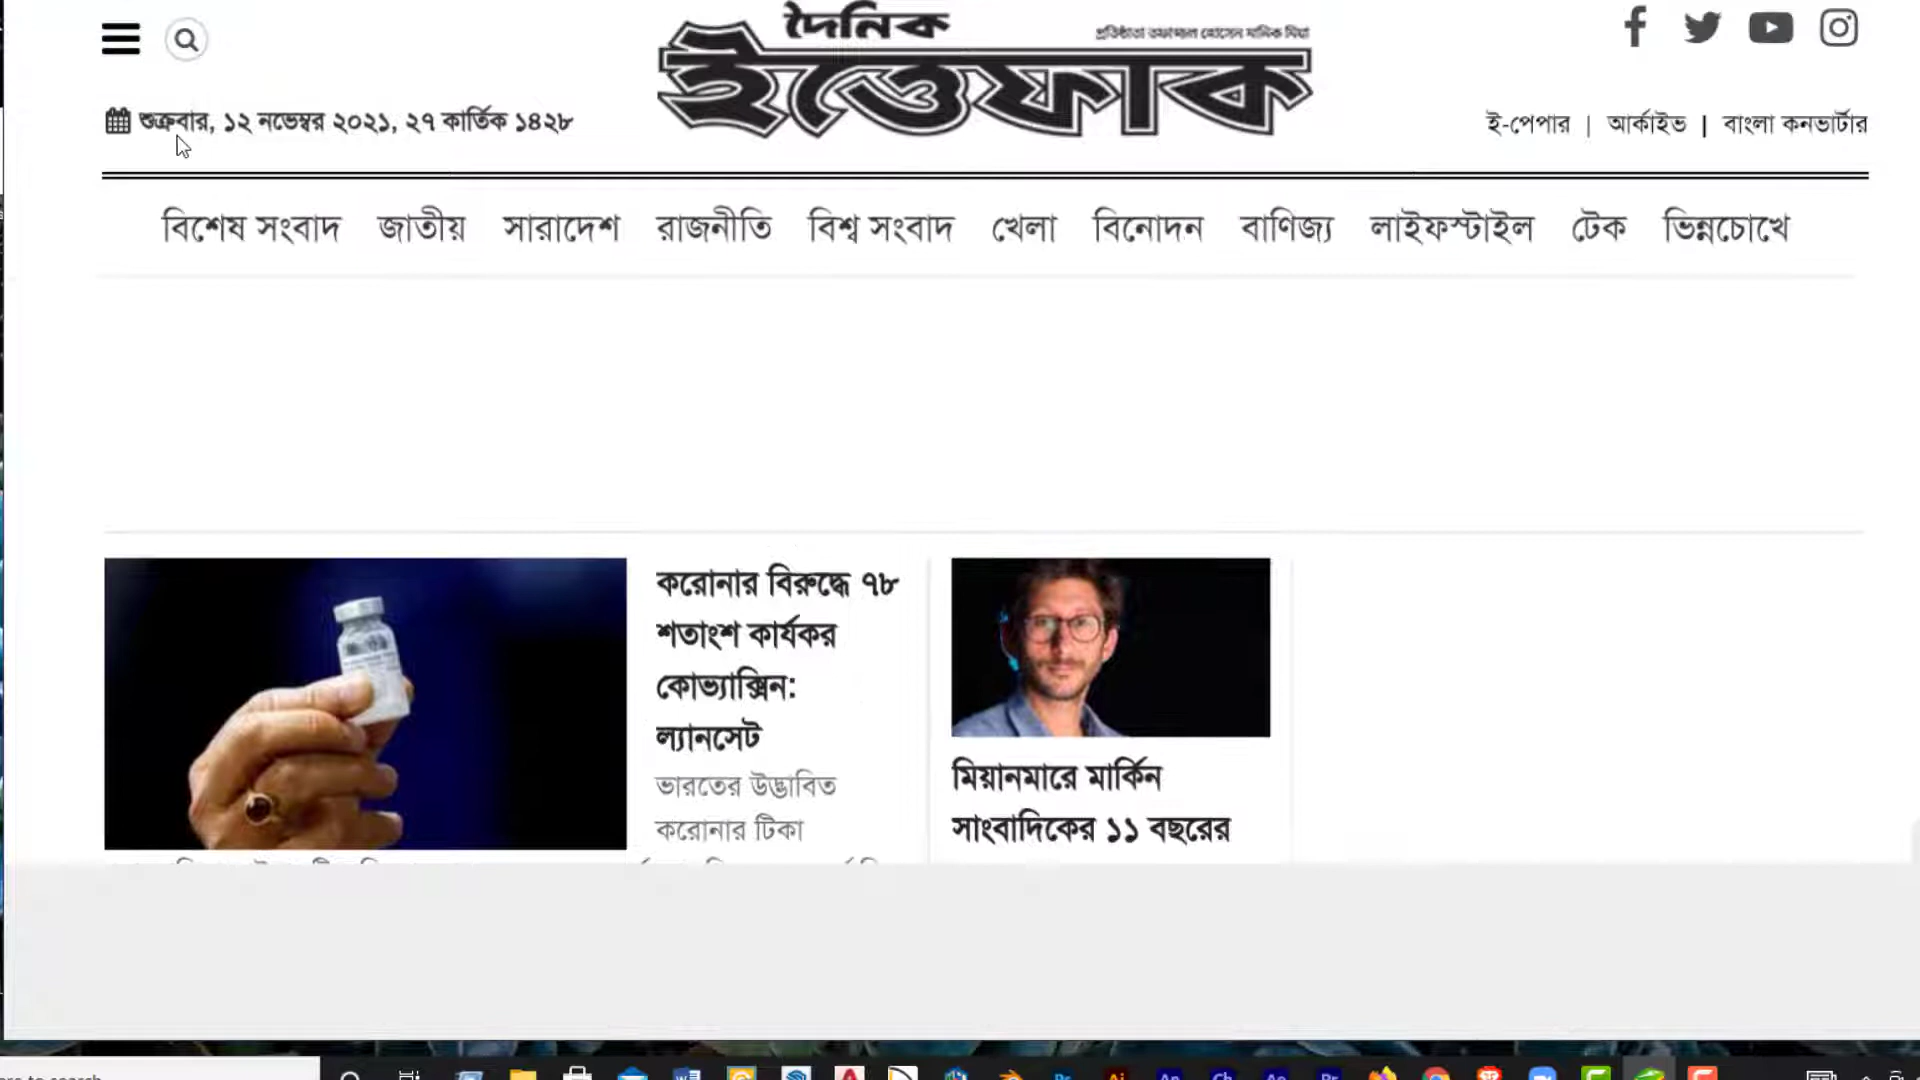 দৈনিক
প্রতিষ্ঠাতা তফাজ্জল হোসেন মানিক মিয়া
ইত্তেফাক
শুক্রবার, ১২ নভেম্বর ২০২১, ২৭ কার্তিক ১৪২৮
ই-পেপার | আর্কাইভ | বাংলা কনভার্টার
বিশেষ সংবাদ জাতীয় সারাদেশ রাজনীতি বিশ্ব সংবাদ খেলা বিনোদন বাণিজ্য লাইফস্টাইল টেক ভিন্নচোখে
করোনার বিরুদ্ধে ৭৮
শতাংশ কার্যকর
কোভ্যাক্সিন:
ল্যানসেট
ভারতের উদ্ভাবিত
করোনার টিকা
মিয়ানমারে মার্কিন
সাংবাদিকের ১১ বছরের